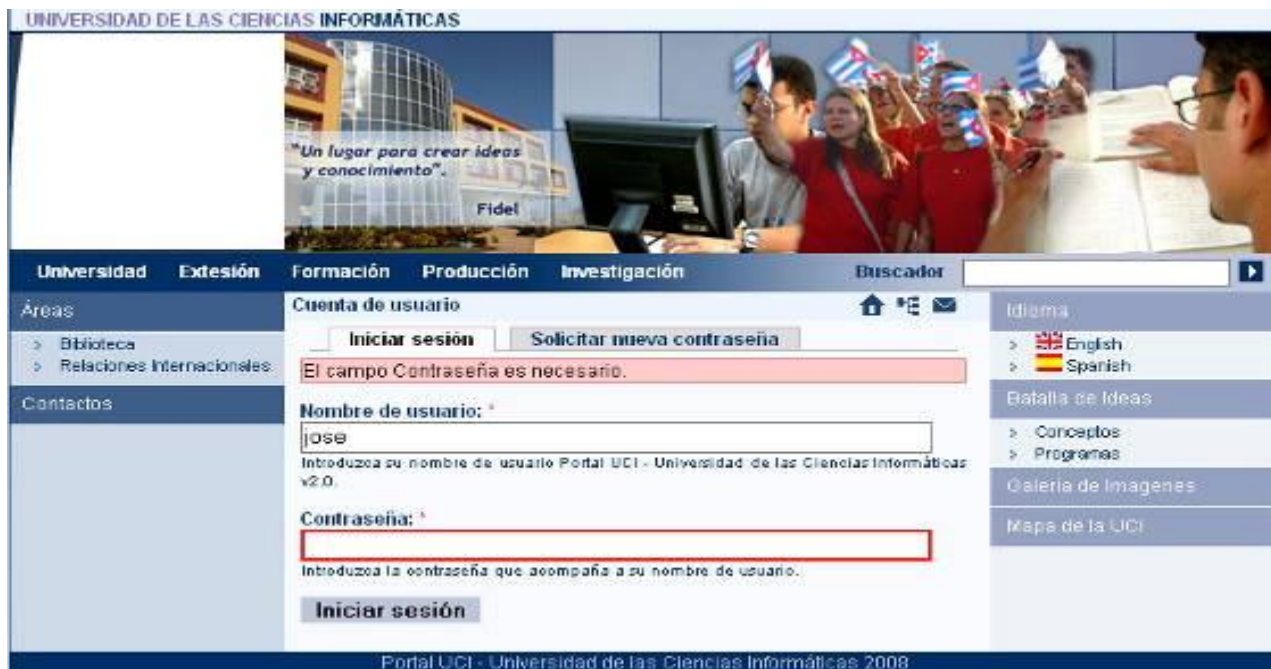 UNIVERSIDAD DE LAS CIENCIAS INFORMÁTICAS
"Un lugar para crear ideas
y conocimiento".
Fidel
Universidad Extesión Formación Producción Investigación Buscador
Áreas
> Biblioteca
> Relaciones Internacionales
Contactos
Cuenta de usuario
Iniciar sesión Solicitar nueva contraseña
El campo Contraseña es necesario.
Nombre de usuario: *
jose
Introduzca su nombre de usuario Portal UCI - Universidad de las Ciencias Informáticas
v2.0.
Contraseña: *
Introduzca la contraseña que acompaña a su nombre de usuario.
Iniciar sesión
Idioma
> English
> Spanish
Batalla de Ideas
> Conceptos
> Programas
Galeria de Imagenes
Mapa de la UCI
Portal UCI - Universidad de las Ciencias Informáticas 2008